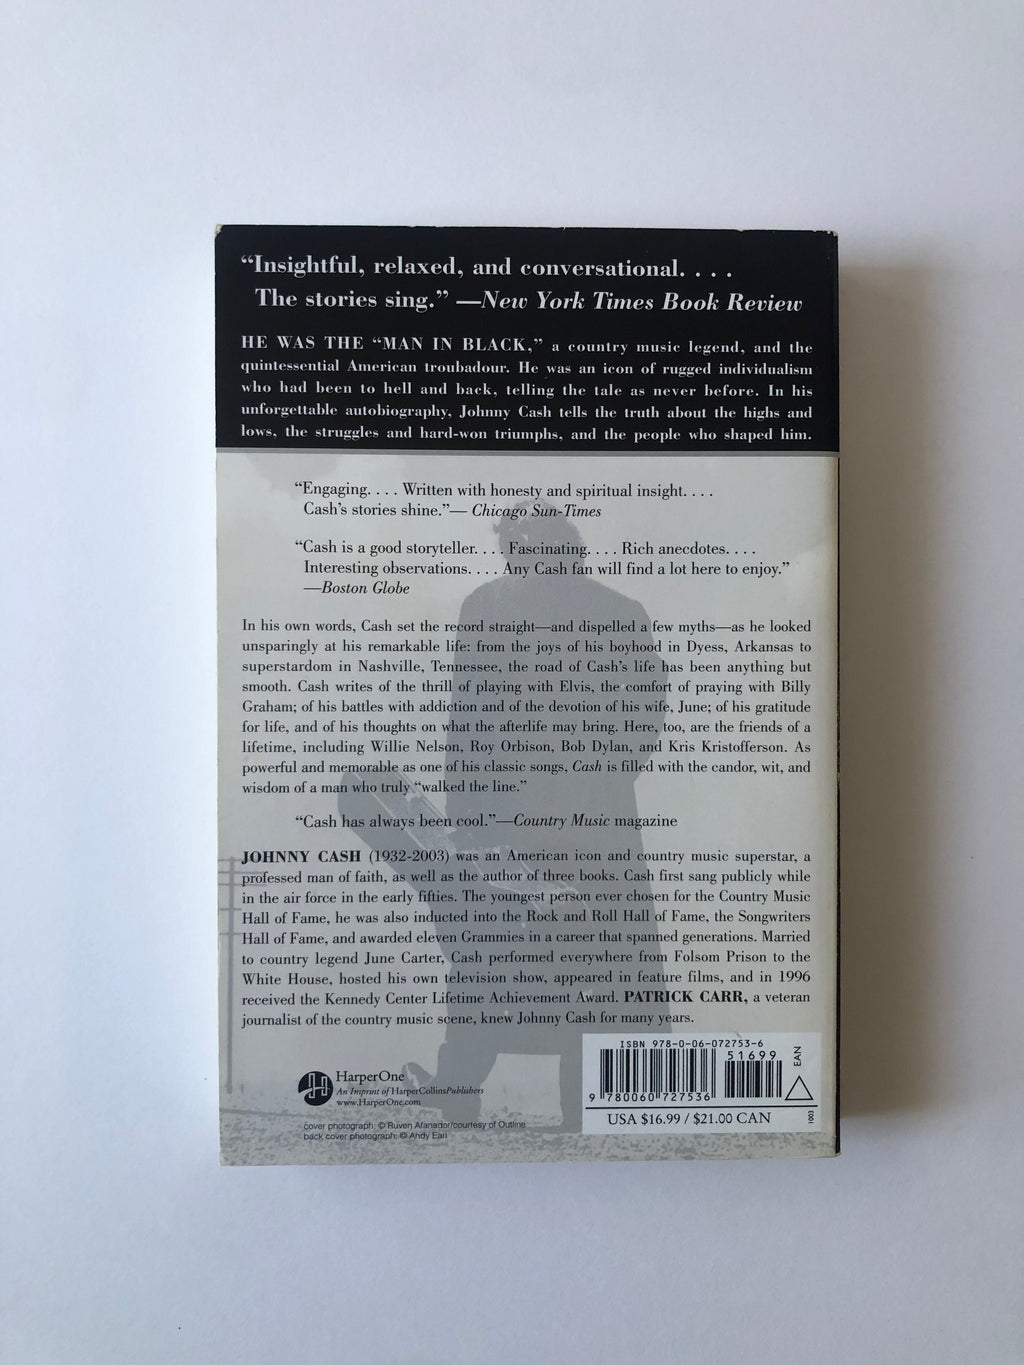 “Insightful, relaxed, and conversational. . . .
The stories sing.” —New York Times Book Review
HE WAS THE “MAN IN BLACK,” a country music legend, and the
quintessential American troubadour. He was an icon of rugged individualism
who had been to hell and back, telling the tale as never before. In his
unforgettable autobiography, Johnny Cash tells the truth about the highs and
lows, the struggles and hard-won triumphs, and the people who shaped him.
“Engaging. . . . Written with honesty and spiritual insight. . . .
Cash’s stories shine.”— Chicago Sun-Times
“Cash is a good storyteller. . . . Fascinating. . . . Rich anecdotes. . . .
Interesting observations. . . . Any Cash fan will find a lot here to enjoy.”
—Boston Globe
In his own words, Cash set the record straight—and dispelled a few myths—as he looked
unsparingly at his remarkable life: from the joys of his boyhood in Dyess, Arkansas to
superstardom in Nashville, Tennessee, the road of Cash’s life has been anything but
smooth. Cash writes of the thrill of playing with Elvis, the comfort of praying with Billy
Graham; of his battles with addiction and of the devotion of his wife, June; of his gratitude
for life, and of his thoughts on what the afterlife may bring. Here, too, are the friends of a
lifetime, including Willie Nelson, Roy Orbison, Bob Dylan, and Kris Kristofferson. As
powerful and memorable as one of his classic songs, Cash is filled with the candor, wit, and
wisdom of a man who truly “walked the line.”
“Cash has always been cool.”—Country Music magazine
JOHNNY CASH (1932-2003) was an American icon and country music superstar, a
professed man of faith, as well as the author of three books. Cash first sang publicly while
in the air force in the early fifties. The youngest person ever chosen for the Country Music
Hall of Fame, he was also inducted into the Rock and Roll Hall of Fame, the Songwriters
Hall of Fame, and awarded eleven Grammies in a career that spanned generations. Married
to country legend June Carter, Cash performed everywhere from Folsom Prison to the
White House, hosted his own television show, appeared in feature films, and in 1996
received the Kennedy Center Lifetime Achievement Award. PATRICK CARR, a veteran
journalist of the country music scene, knew Johnny Cash for many years.
HarperOne
An Imprint of HarperCollinsPublishers
www.HarperOne.com
cover photograph: © Ruven Afanador/courtesy of Outline
back cover photograph: © Andy Earl
ISBN 978-0-06-072753-6
51699
9 780060 727536
EAN
USA $16.99 / $21.00 CAN
1003